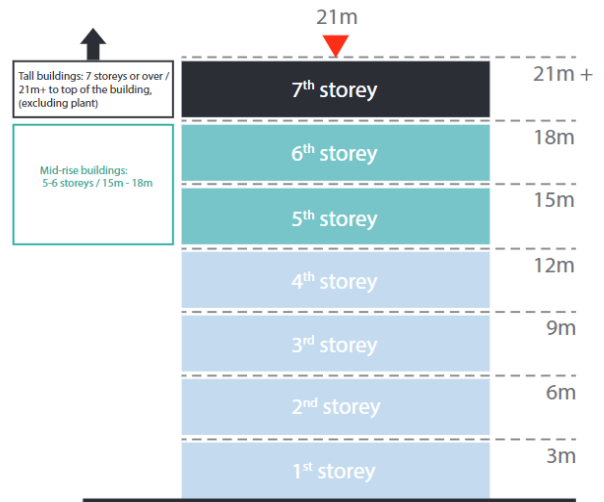 21m
Tall buildings: 7 storeys or over /
21m+ to top of the building,
(excluding plant)
21m +
7th storey
18m
Mid-rise buildings:
5-6 storeys / 15m - 18m
6th storey
15m
5th storey
12m
4th storey
9m
3rd storey
6m
2nd storey
3m
1st storey